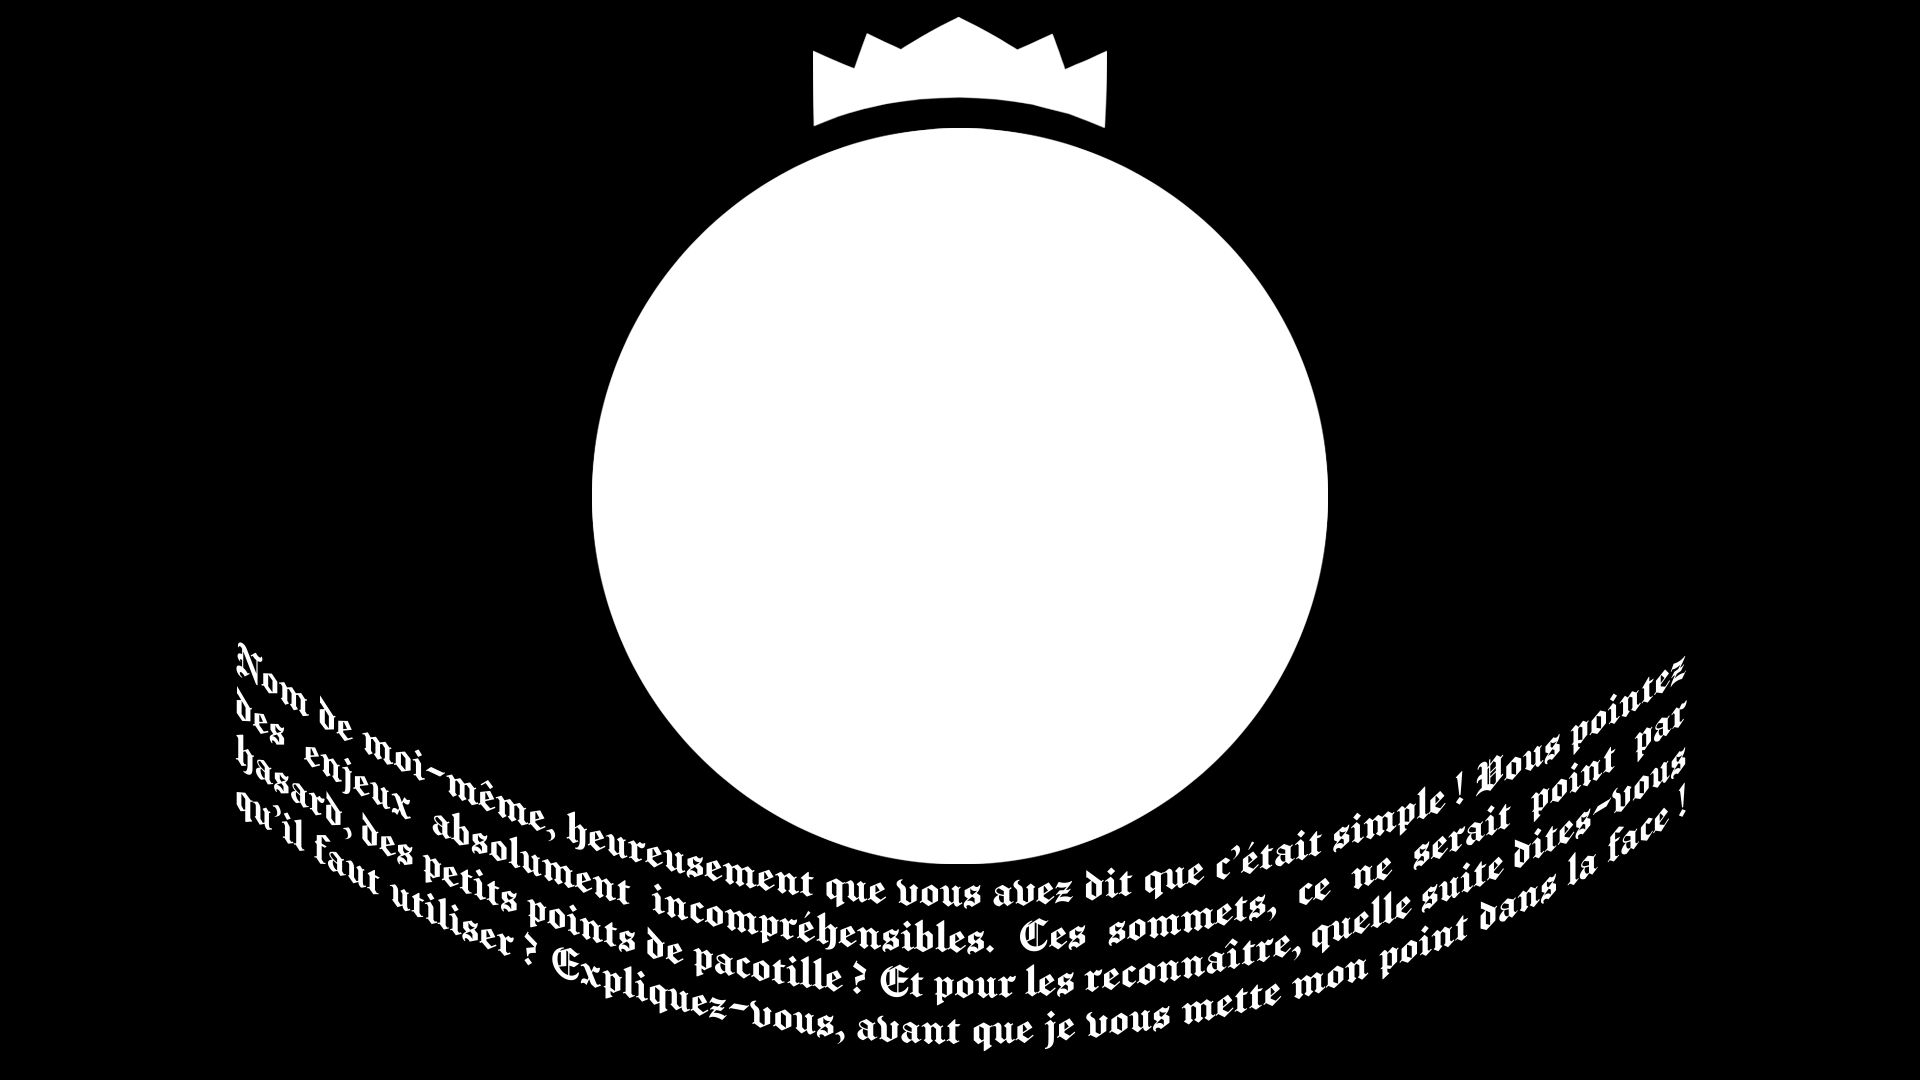 Nom de moi-même, heureusement que vous avez dit que c'était simple ! Vous pointez
des enjeux absolument incompréhensibles. Ces sommets, ce ne serait point par
hasard, des petits points de pacotille ? Et pour les reconnaître, quelle suite dites-vous
qu'il faut utiliser ? Expliquez-vous, avant que je vous mette mon point dans la face !